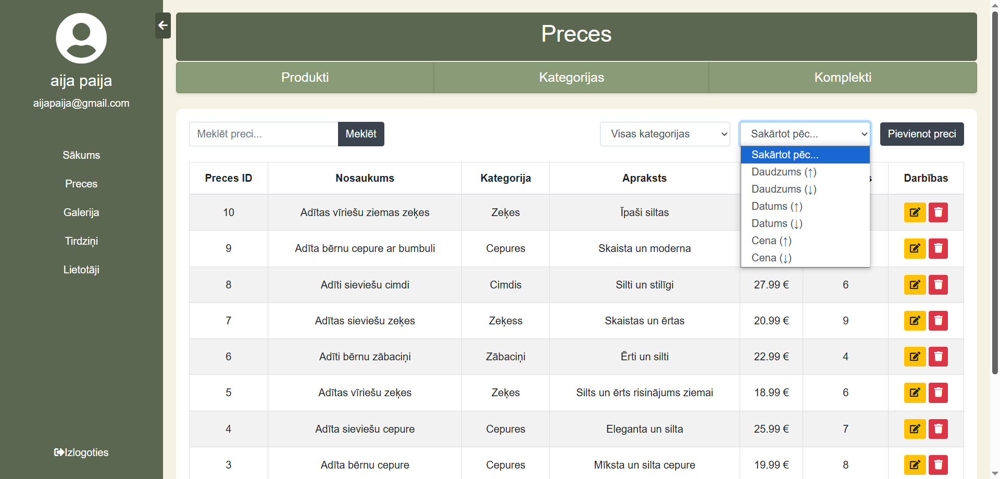 aija paija
aijapaija@gmail.com
Sākums
Preces
Galerija
Tirdziņi
Lietotāji
Izlogoties
Preces
Produkti Kategorijas Komplekti
Meklēt preci... Meklēt Visas kategorijas Sakārtot pēc... Pievienot preci
Sakārtot pēc...
Daudzums (↑)
Daudzums (↓)
Datums (↑)
Datums (↓)
Cena (↑)
Cena (↓)
Preces ID Nosaukums Kategorija Apraksts s Darbības
10 Adītas vīriešu ziemas zeķes Zeķes Īpaši siltas
9 Adīta bērnu cepure ar bumbuli Cepures Skaista un moderna
8 Adīti sieviešu cimdi Cimdis Silti un stilīgi 27.99 € 6
7 Adītas sieviešu zeķes Zeķess Skaistas un ērtas 20.99 € 9
6 Adīti bērnu zābaciņi Zābaciņi Ērti un silti 22.99 € 4
5 Adītas vīriešu zeķes Zeķes Silts un ērts risinājums ziemai 18.99 € 6
4 Adīta sieviešu cepure Cepures Eleganta un silta 25.99 € 7
3 Adīta bērnu cepure Cepures Mīksta un silta cepure 19.99 € 8